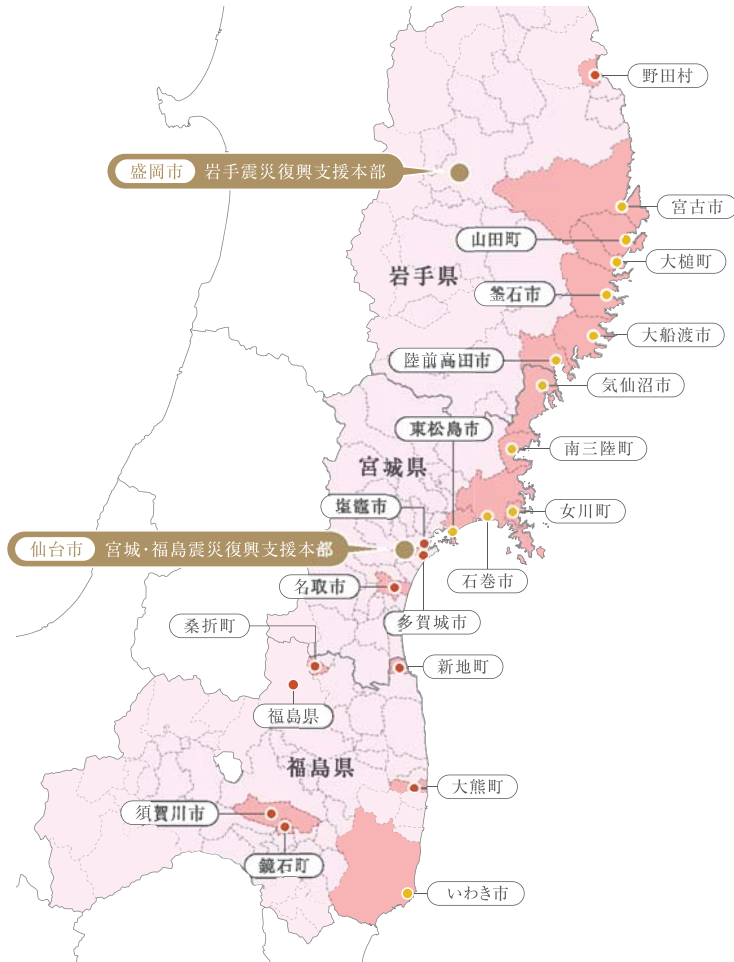 野田村
盛岡市 岩手震災復興支援本部
宮古市
山田町
大槌町
岩手県
釜石市
大船渡市
陸前高田市
気仙沼市
東松島市
南三陸町
宮城県
塩竈市
女川町
仙台市 宮城・福島震災復興支援本部
石巻市
名取市
多賀城市
桑折町
新地町
福島県
福島県
大熊町
須賀川市
鏡石町
いわき市